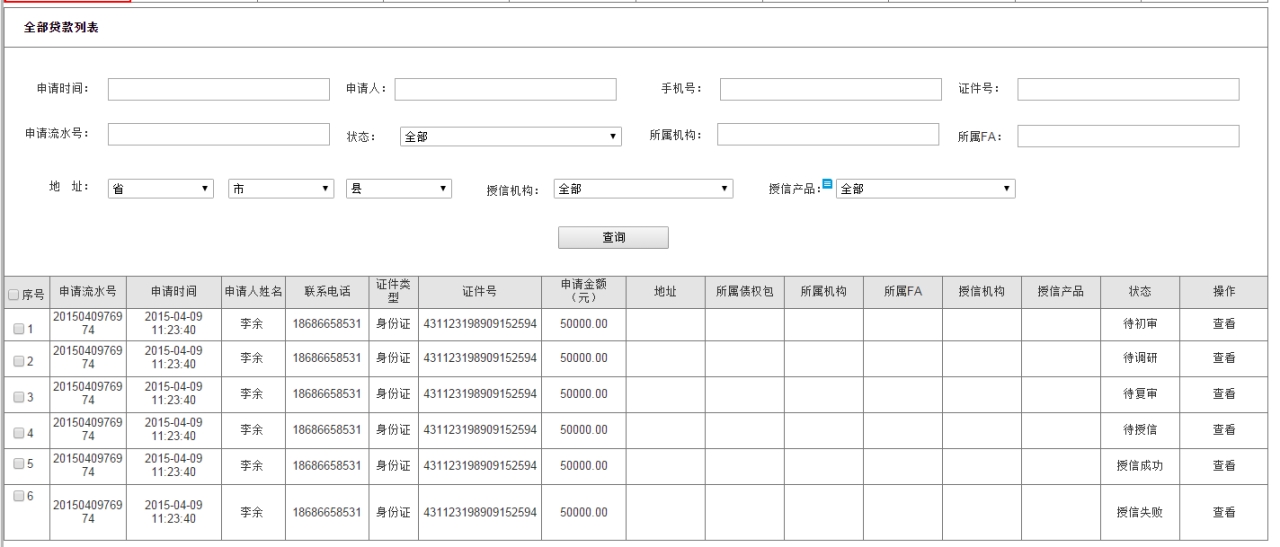 全部贷款列表
申请时间： 申请人： 手机号： 证件号：
申请流水号： 状态： 全部 所属机构： 所属FA：
地 址： 省 市 县 授信机构： 全部 授信产品： 全部
查询
序号 申请流水号 申请时间 申请人姓名 联系电话 证件类型 证件号 申请金额（元） 地址 所属债权包 所属机构 所属FA 授信机构 授信产品 状态 操作
1 2015040976974 2015-04-09 11:23:40 李余 18686658531 身份证 431123198909152594 50000.00 待初审 查看
2 2015040976974 2015-04-09 11:23:40 李余 18686658531 身份证 431123198909152594 50000.00 待调研 查看
3 2015040976974 2015-04-09 11:23:40 李余 18686658531 身份证 431123198909152594 50000.00 待复审 查看
4 2015040976974 2015-04-09 11:23:40 李余 18686658531 身份证 431123198909152594 50000.00 待授信 查看
5 2015040976974 2015-04-09 11:23:40 李余 18686658531 身份证 431123198909152594 50000.00 授信成功 查看
6 2015040976974 2015-04-09 11:23:40 李余 18686658531 身份证 431123198909152594 50000.00 授信失败 查看